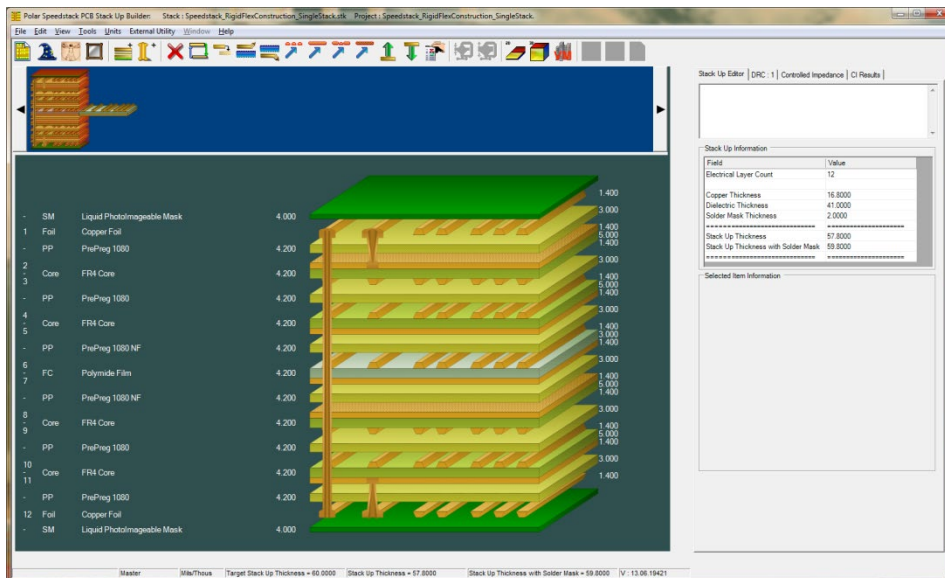 Polar Speedstack PCB Stack Up Builder: Stack : Speedstack_RigidFlexConstruction_SingleStack.stk Project : Speedstack_RigidFlexConstruction_SingleStack.
File Edit View Tools Units External Utility Window Help
Stack Up Editor DRC : 1 Controlled Impedance CI Results
Stack Up Information
Field Value
Electrical Layer Count 12
Copper Thickness 16.8000
Dielectric Thickness 41.0000
Solder Mask Thickness 2.0000
Stack Up Thickness 57.8000
Stack Up Thickness with Solder Mask 59.8000
Selected Item Information
1.400
- SM Liquid PhotoImageable Mask 4.000 3.000
1 Foil Copper Foil 1.400
5.000
- PP PrePreg 1080 4.200 1.400
2 3.000
- Core FR4 Core 4.200
3 1.400
5.000
- PP PrePreg 1080 4.200 1.400
4 3.000
- Core FR4 Core 4.200
5 1.400
3.000
- PP PrePreg 1080 NF 4.200 1.400
6 3.000
- FC Polymide Film 4.200
7 1.400
5.000
- PP PrePreg 1080 NF 4.200 1.400
8 3.000
- Core FR4 Core 4.200
9 1.400
5.000
- PP PrePreg 1080 4.200 1.400
10 3.000
- Core FR4 Core 4.200
11 1.400
- PP PrePreg 1080 4.200
12 Foil Copper Foil
- SM Liquid PhotoImageable Mask 4.000
Master Mils/Thous Target Stack Up Thickness = 60.0000 Stack Up Thickness = 57.8000 Stack Up Thickness with Solder Mask = 59.8000 V : 13.06.19421